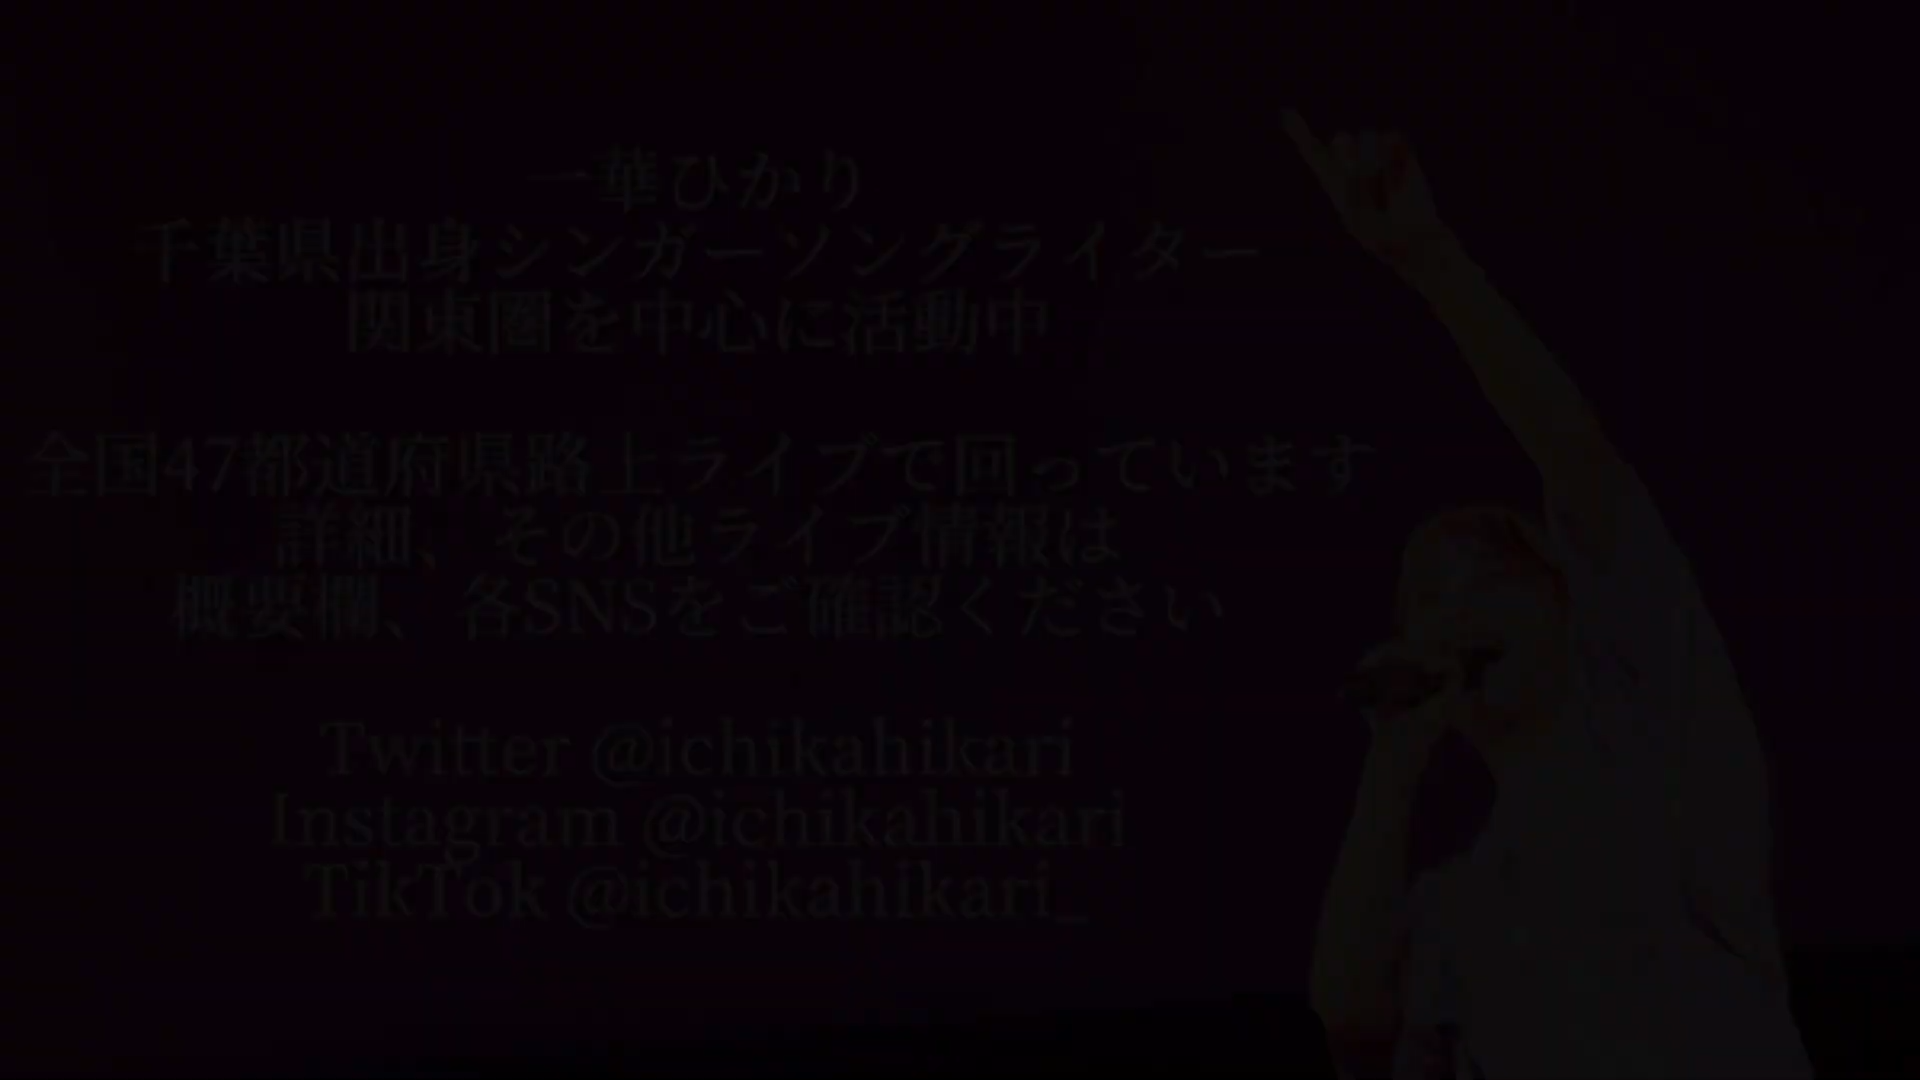 一華ひかり
千葉県出身シンガーソングライター
関東圏を中心に活動中
全国47都道府県路上ライブで回っています
詳細、その他ライブ情報は
概要欄、各SNSをご確認ください
Twitter @ichikahikari
Instagram @ichikahikari
TikTok @ichikahikari_